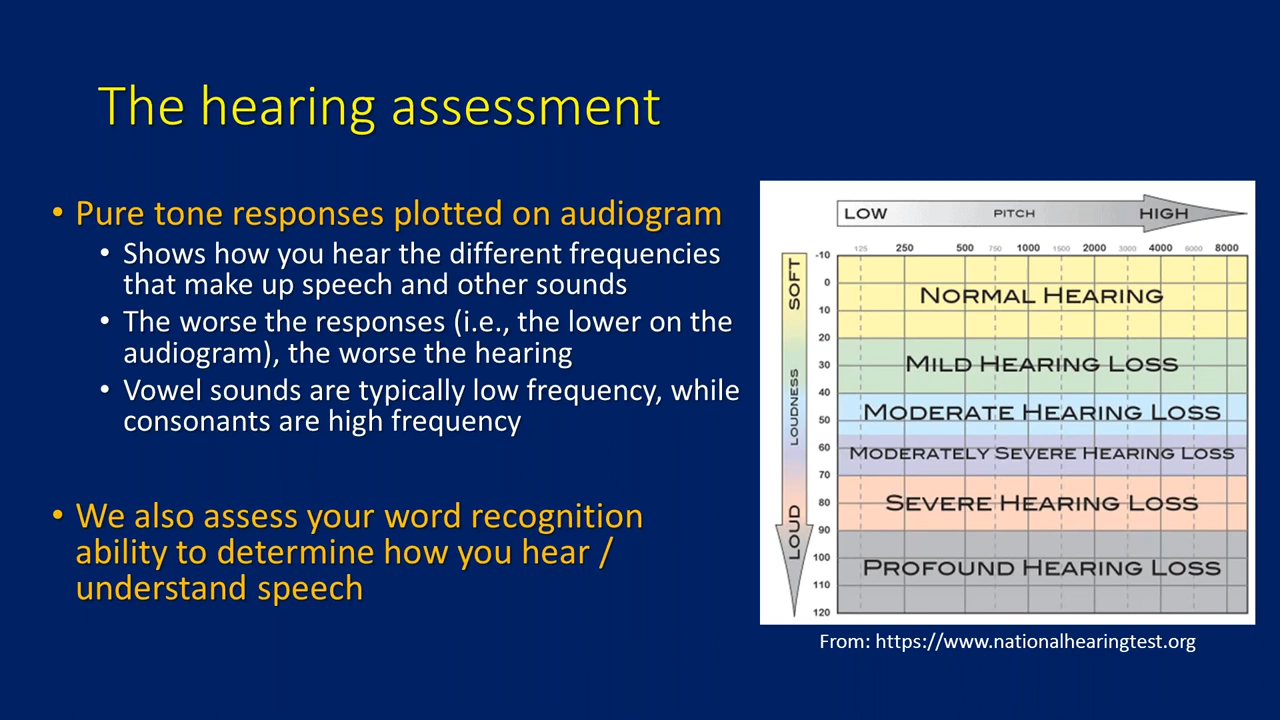 The hearing assessment
• Pure tone responses plotted on audiogram
• Shows how you hear the different frequencies
that make up speech and other sounds
• The worse the responses (i.e., the lower on the
audiogram), the worse the hearing
• Vowel sounds are typically low frequency, while
consonants are high frequency
• We also assess your word recognition
ability to determine how you hear /
understand speech
LOW PITCH HIGH
125 250 500 750 1000 1500 2000 3000 4000 6000 8000
SOFT
LOUDNESS
LOUD
-10
0
10
20
30
40
50
60
70
80
90
100
110
120
NORMAL HEARING
MILD HEARING LOSS
MODERATE HEARING LOSS
MODERATELY SEVERE HEARING LOSS
SEVERE HEARING LOSS
PROFOUND HEARING LOSS
From: https://www.nationalhearingtest.org